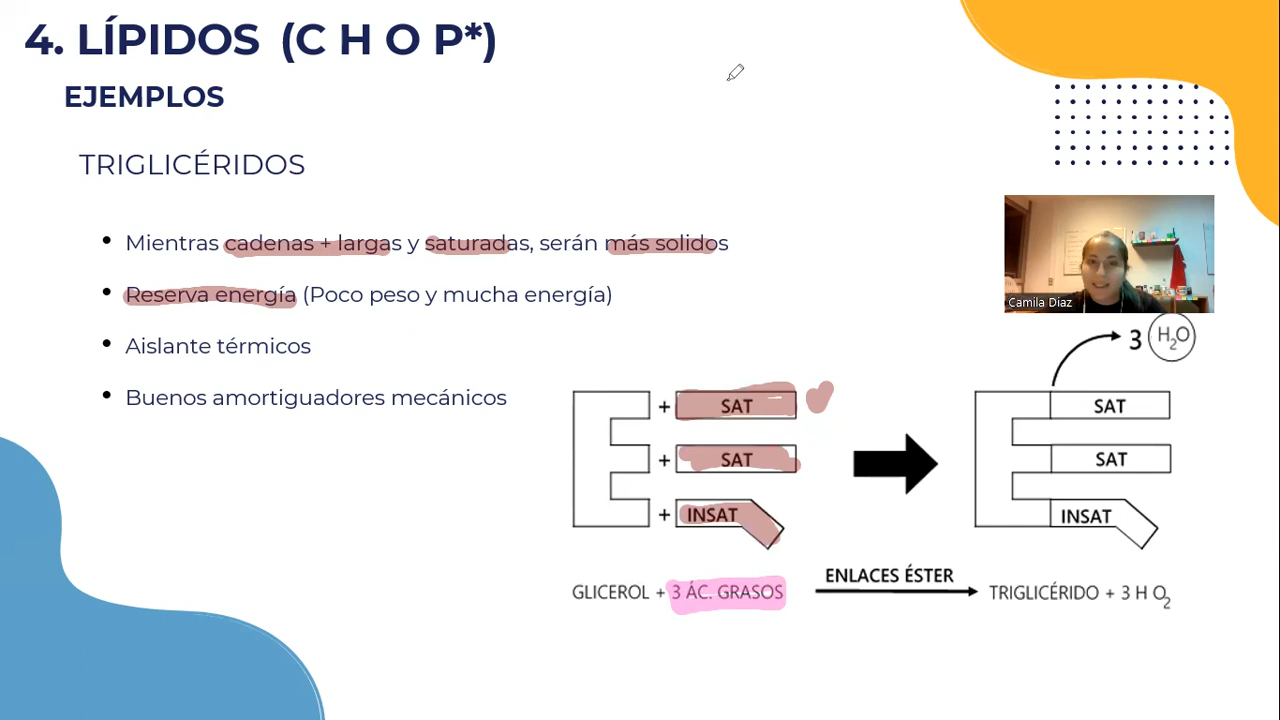 4. LÍPIDOS (C H O P*)
EJEMPLOS
TRIGLICÉRIDOS
• Mientras cadenas + largas y saturadas, serán más solidos
• Reserva energía (Poco peso y mucha energía)
• Aislante térmicos
• Buenos amortiguadores mecánicos
Camila Diaz
3 H₂O
+ SAT
+ SAT
+ INSAT
SAT
SAT
INSAT
GLICEROL + 3 ÁC. GRASOS
ENLACES ÉSTER
TRIGLICÉRIDO + 3 H O₂